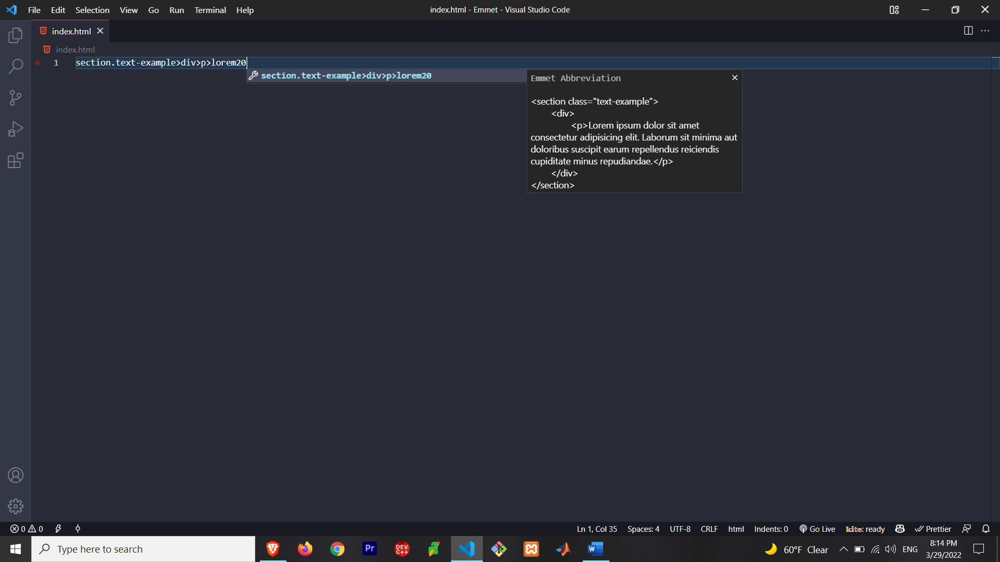 File Edit Selection View Go Run Terminal Help
index.html - Emmet - Visual Studio Code
index.html
index.html
1 section.text-example>div>p>lorem20
section.text-example>div>p>lorem20
Emmet Abbreviation
<section class="text-example">
<div>
<p>Lorem ipsum dolor sit amet
consectetur adipisicing elit. Laborum sit minima aut
doloribus suscipit earum repellendus reiciendis
cupiditate minus repudiandae.</p>
</div>
</section>
0 0
Ln 1, Col 35 Spaces: 4 UTF-8 CRLF html Indents: 0 Go Live kite: ready Prettier
Type here to search
Pr
DEV
C++
W
60°F Clear
ENG
8:14 PM
3/29/2022